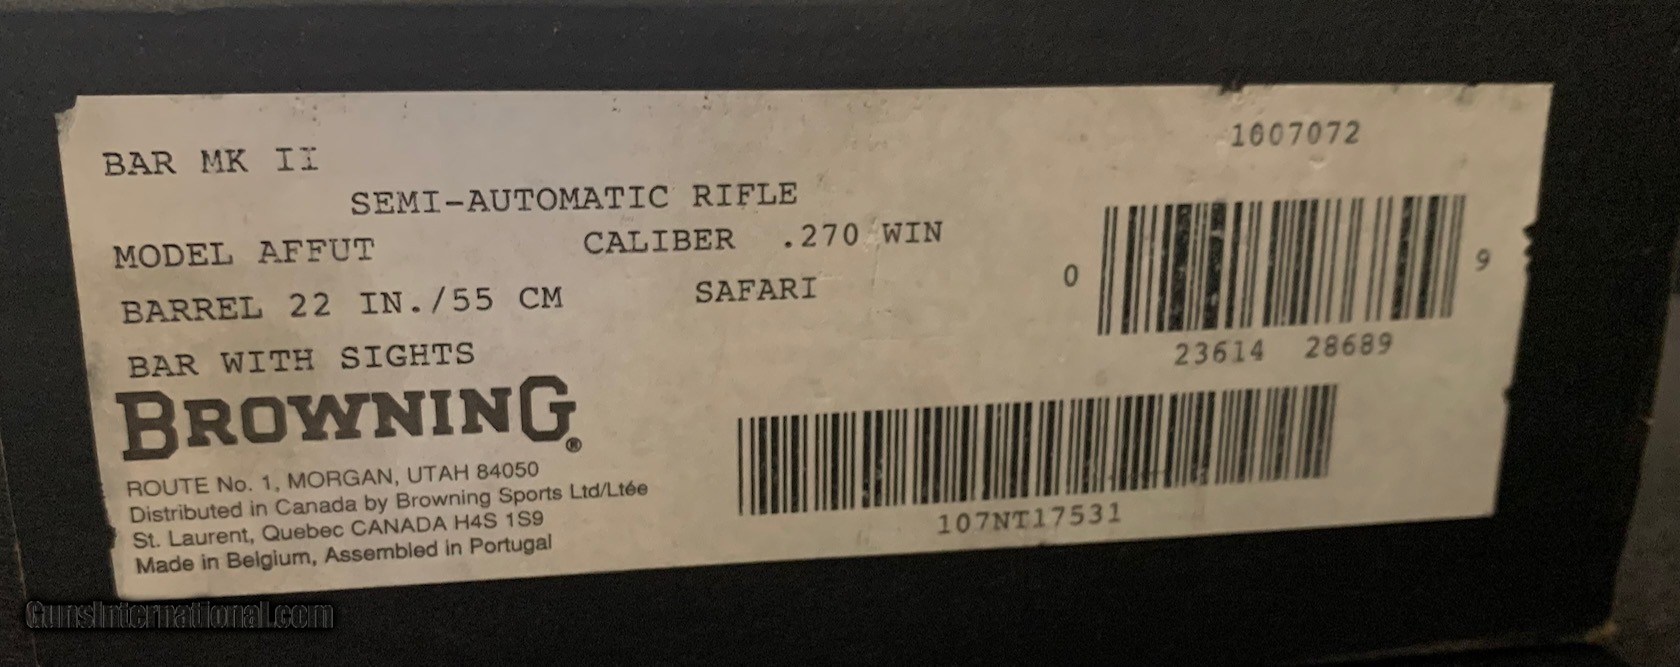 1607072
BAR MK II
SEMI-AUTOMATIC RIFLE
MODEL AFFUT CALIBER .270 WIN
BARREL 22 IN./55 CM SAFARI
BAR WITH SIGHTS
0 23614 28689 9
BROWNING®
ROUTE No. 1, MORGAN, UTAH 84050
Distributed in Canada by Browning Sports Ltd/Ltée
St. Laurent, Quebec CANADA H4S 1S9
Made in Belgium, Assembled in Portugal
107NT17531
GunsInternational.com